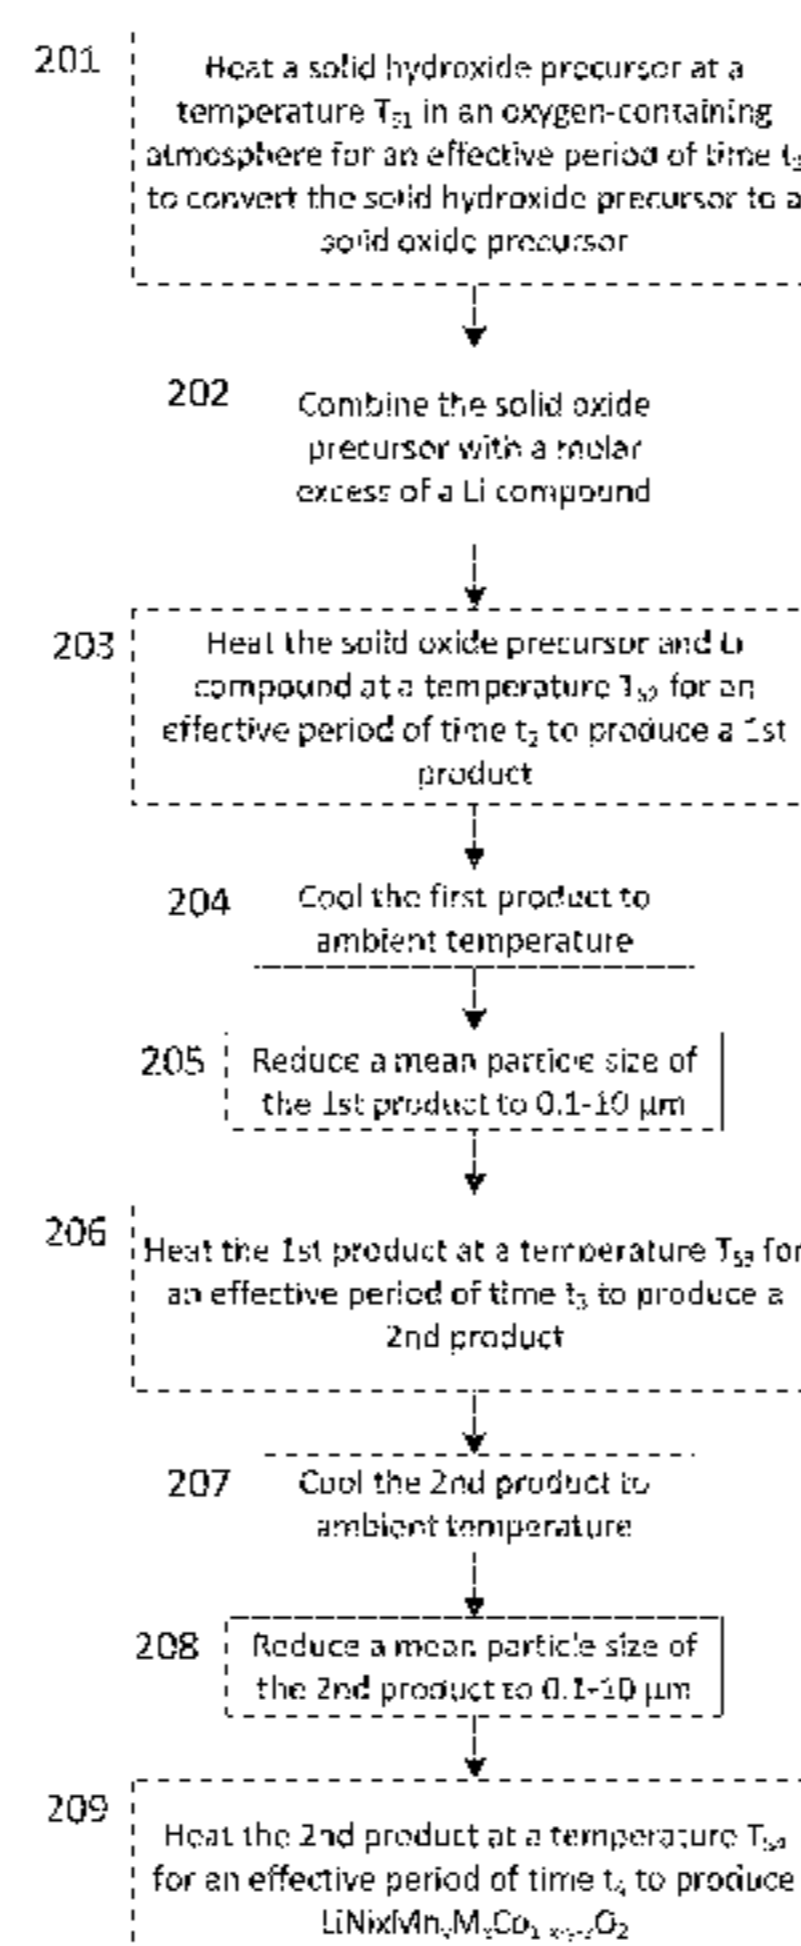 201
Heat a solid hydroxide precursor at a
temperature T_S1 in an oxygen-containing
atmosphere for an effective period of time
to convert the solid hydroxide precursor to a
solid oxide precursor
202
Combine the solid oxide
precursor with a molar
excess of a Li compound
203
Heat the solid oxide precursor and Li
compound at a temperature T_S2 for an
effective period of time t_2 to produce a 1st
product
204
Cool the first product to
ambient temperature
205
Reduce a mean particle size of
the 1st product to 0.1-10 µm
206
Heat the 1st product at a temperature T_S3 for
an effective period of time t_3 to produce a
2nd product
207
Cool the 2nd product to
ambient temperature
208
Reduce a mean particle size of
the 2nd product to 0.1-10 µm
209
Heat the 2nd product at a temperature T_S4
for an effective period of time t_4 to produce